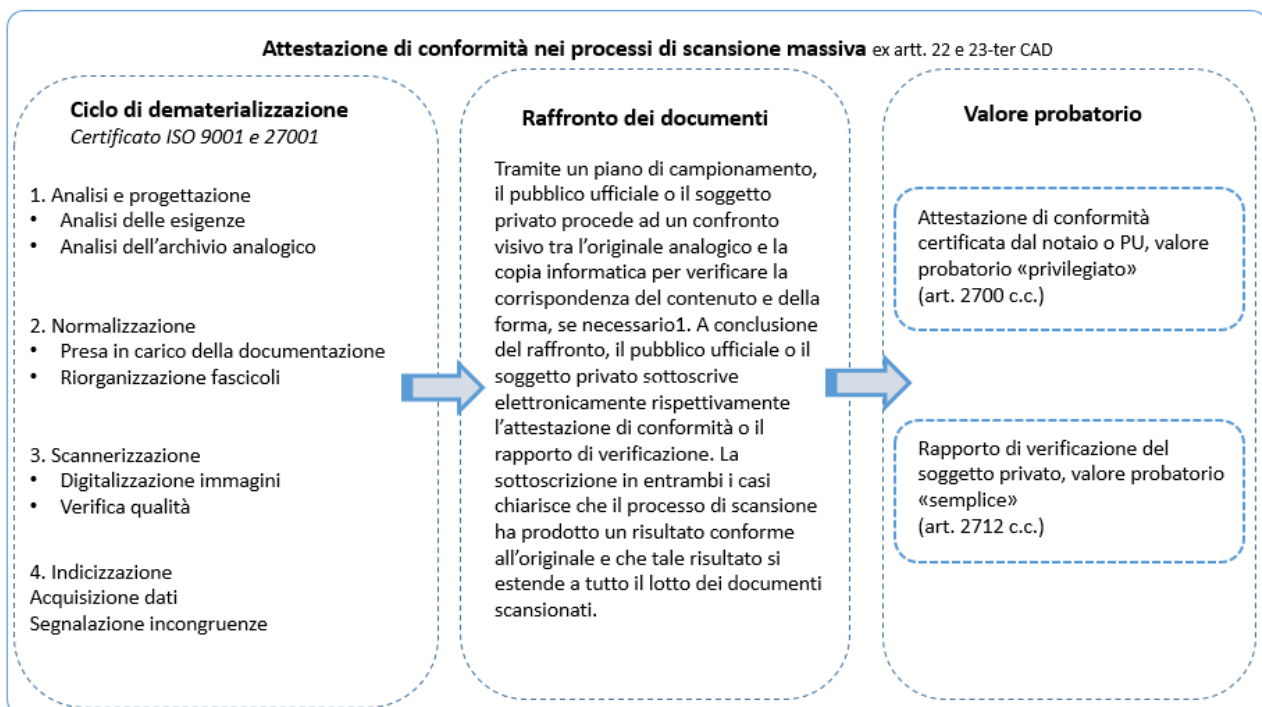 Attestazione di conformità nei processi di scansione massiva ex artt. 22 e 23-ter CAD
Ciclo di dematerializzazione
Certificato ISO 9001 e 27001
1. Analisi e progettazione
• Analisi delle esigenze
• Analisi dell’archivio analogico
2. Normalizzazione
• Presa in carico della documentazione
• Riorganizzazione fascicoli
3. Scannerizzazione
• Digitalizzazione immagini
• Verifica qualità
4. Indicizzazione
Acquisizione dati
Segnalazione incongruenze
Raffronto dei documenti
Tramite un piano di campionamento,
il pubblico ufficiale o il soggetto
privato procede ad un confronto
visivo tra l’originale analogico e la
copia informatica per verificare la
corrispondenza del contenuto e della
forma, se necessario1. A conclusione
del raffronto, il pubblico ufficiale o il
soggetto privato sottoscrive
elettronicamente rispettivamente
l’attestazione di conformità o il
rapporto di verificazione. La
sottoscrizione in entrambi i casi
chiarisce che il processo di scansione
ha prodotto un risultato conforme
all’originale e che tale risultato si
estende a tutto il lotto dei documenti
scansionati.
Valore probatorio
Attestazione di conformità
certificata dal notaio o PU, valore
probatorio «privilegiato»
(art. 2700 c.c.)
Rapporto di verificazione del
soggetto privato, valore probatorio
«semplice»
(art. 2712 c.c.)